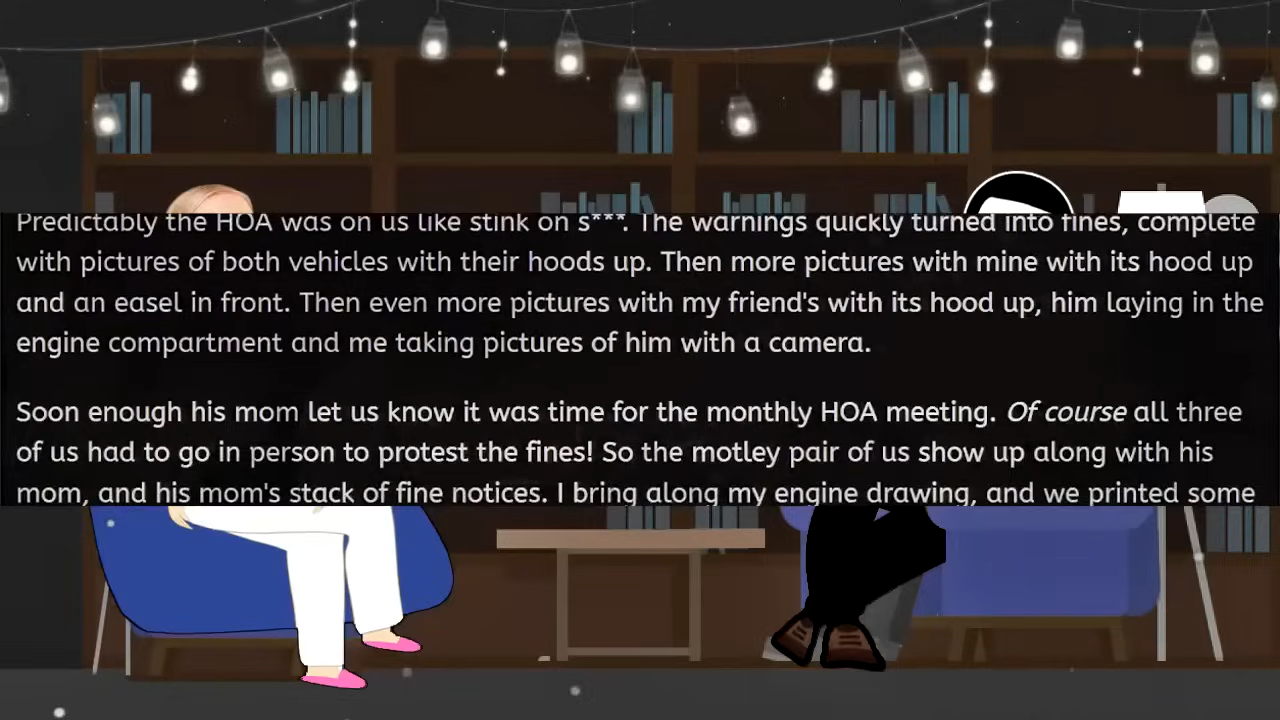 Predictably the HOA was on us like stink on s***. The warnings quickly turned into fines, complete
with pictures of both vehicles with their hoods up. Then more pictures with mine with its hood up
and an easel in front. Then even more pictures with my friend's with its hood up, him laying in the
engine compartment and me taking pictures of him with a camera.
Soon enough his mom let us know it was time for the monthly HOA meeting. Of course all three
of us had to go in person to protest the fines! So the motley pair of us show up along with his
mom, and his mom's stack of fine notices. I bring along my engine drawing, and we printed some